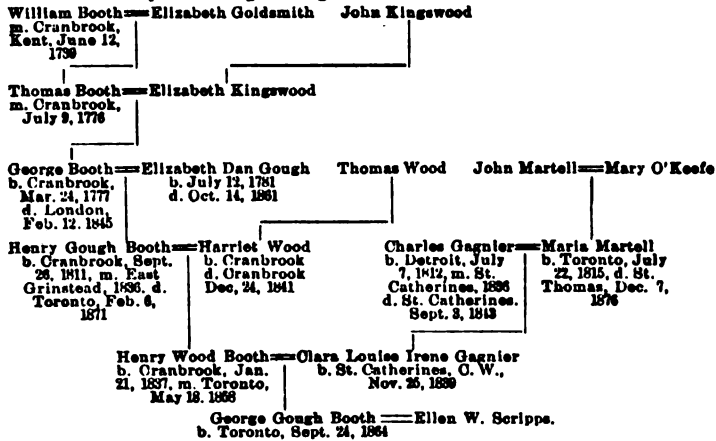 William Booth══Elizabeth Goldsmith John Kingswood
m. Cranbrook,
Kent, June 12,
1739
Thomas Booth══Elizabeth Kingswood
m. Cranbrook,
July 9, 1776
George Booth══Elizabeth Dan Gough Thomas Wood John Martell══Mary O'Keefe
b. Cranbrook, b. July 12, 1781
Mar. 24, 1777 d. Oct. 14, 1861
d. London,
Feb. 12. 1845
Henry Gough Booth══Harriet Wood Charles Gagnier══Maria Martell
b. Cranbrook, Sept. b. Cranbrook b. Detroit, July b. Toronto, July
26, 1811, m. East d. Cranbrook 7, 1812, m. St. 22, 1815, d. St.
Grinstead, 1836. d. Dec, 24, 1841 Catherines, 1836 Thomas, Dec. 7,
Toronto, Feb. 6, d. St. Catherines. 1876
1871 Sept. 3, 1843
Henry Wood Booth══Clara Louise Irene Gagnier
b. Cranbrook, Jan. b. St. Catherines, C. W.,
21, 1837, m. Toronto, Nov. 25, 1839
May 18. 1858
George Gough Booth══Ellen W. Scripps.
b. Toronto, Sept. 24, 1864